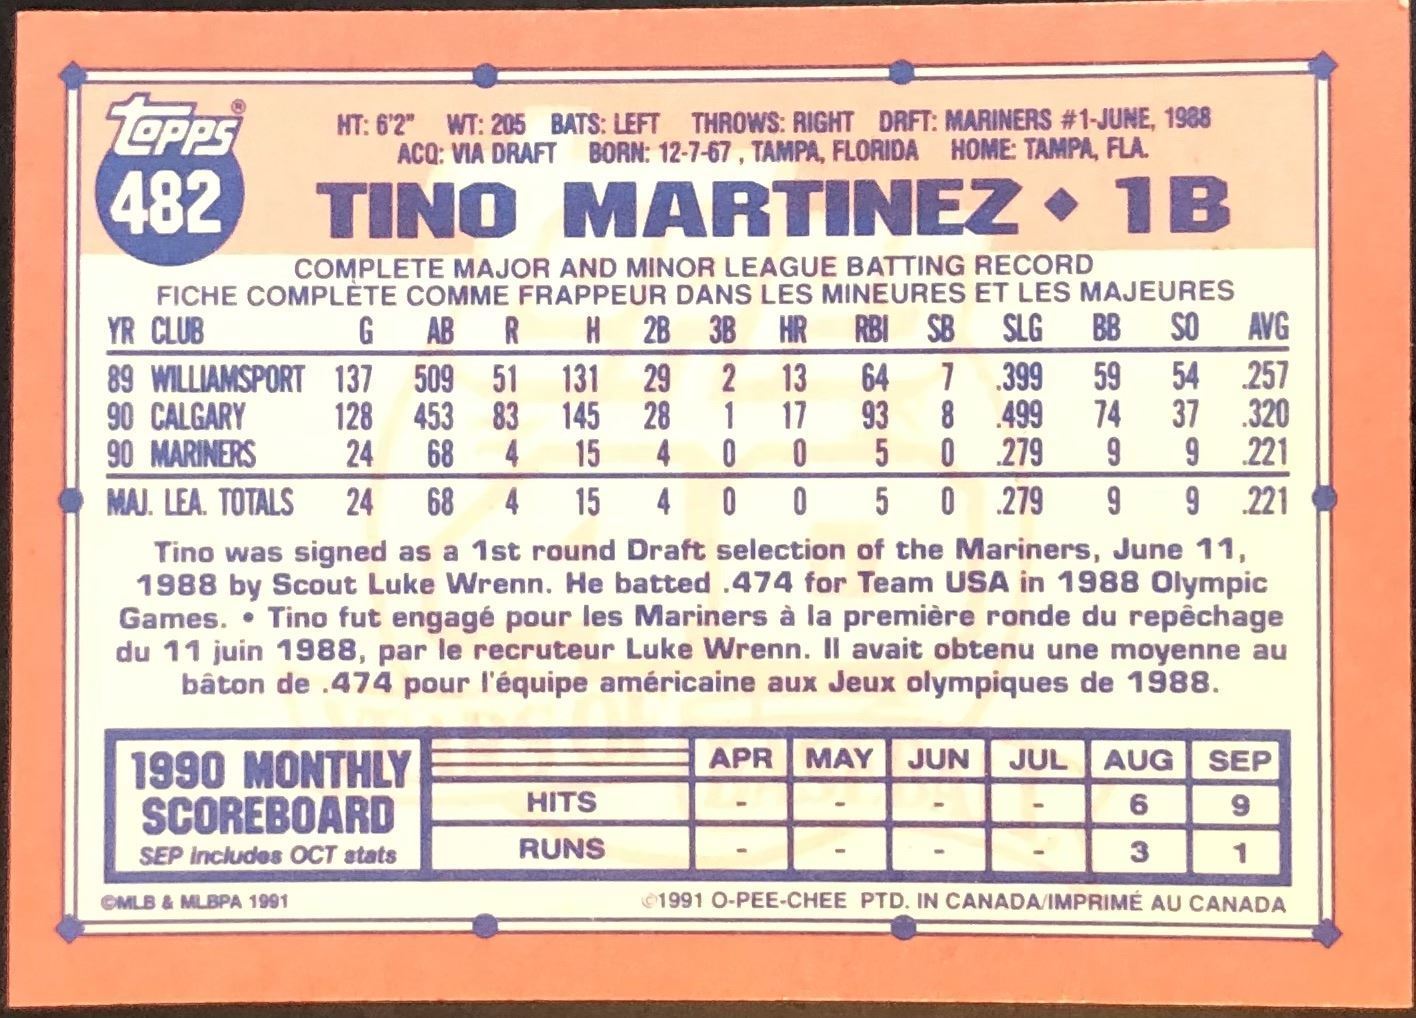 topps®
482
HT: 6'2" WT: 205 BATS: LEFT THROWS: RIGHT DRFT: MARINERS #1-JUNE, 1988
ACQ: VIA DRAFT BORN: 12-7-67, TAMPA, FLORIDA HOME: TAMPA, FLA.
TINO MARTINEZ ◆ 1B
COMPLETE MAJOR AND MINOR LEAGUE BATTING RECORD
FICHE COMPLÈTE COMME FRAPPEUR DANS LES MINEURES ET LES MAJEURES
YR CLUB G AB R H 2B 3B HR RBI SB SLG BB SO AVG
89 WILLIAMSPORT 137 509 51 131 29 2 13 64 7 .399 59 54 .257
90 CALGARY 128 453 83 145 28 1 17 93 8 .499 74 37 .320
90 MARINERS 24 68 4 15 4 0 0 5 0 .279 9 9 .221
MAJ. LEA. TOTALS 24 68 4 15 4 0 0 5 0 .279 9 9 .221
Tino was signed as a 1st round Draft selection of the Mariners, June 11,
1988 by Scout Luke Wrenn. He batted .474 for Team USA in 1988 Olympic
Games. • Tino fut engagé pour les Mariners à la première ronde du repêchage
du 11 juin 1988, par le recruteur Luke Wrenn. Il avait obtenu une moyenne au
bâton de .474 pour l'équipe américaine aux Jeux olympiques de 1988.
1990 MONTHLY
SCOREBOARD
SEP includes OCT stats
APR MAY JUN JUL AUG SEP
HITS - - - - 6 9
RUNS - - - - 3 1
©MLB & MLBPA 1991
©1991 O-PEE-CHEE PTD. IN CANADA/IMPRIMÉ AU CANADA